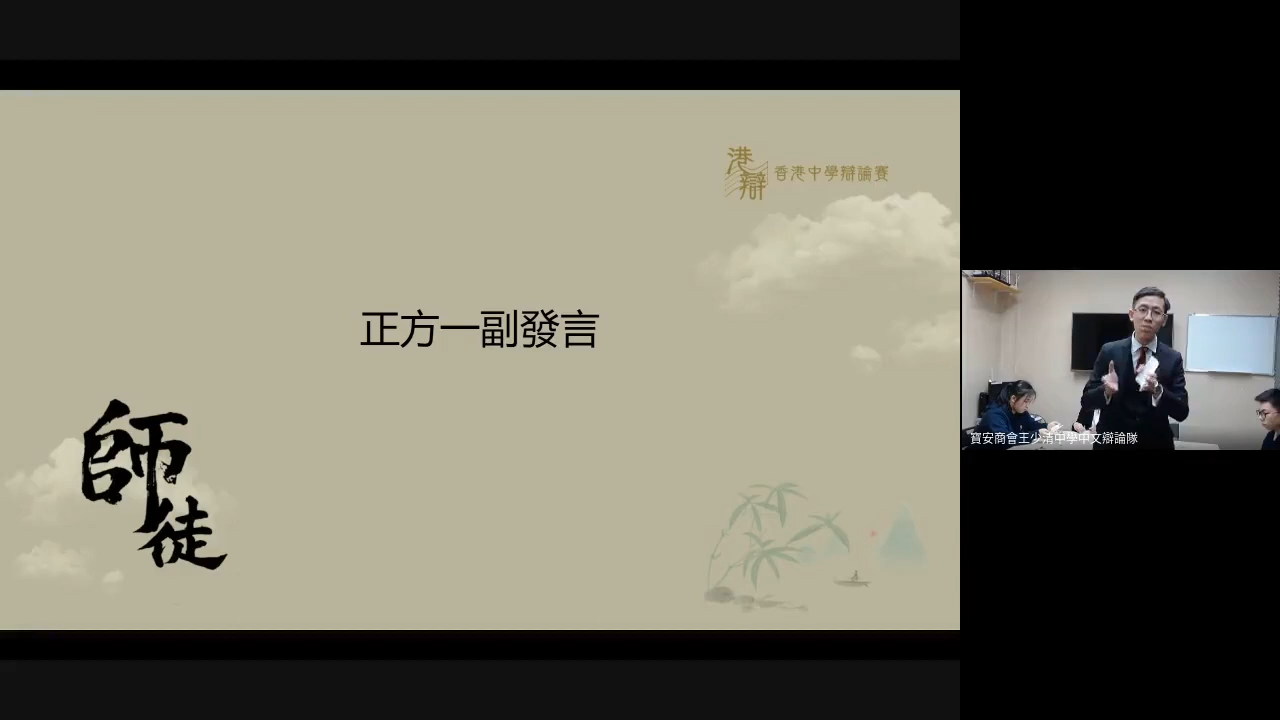 港辯
香港中學辯論賽
正方一副發言
師徒
寶安商會王少清中學中文辯論隊